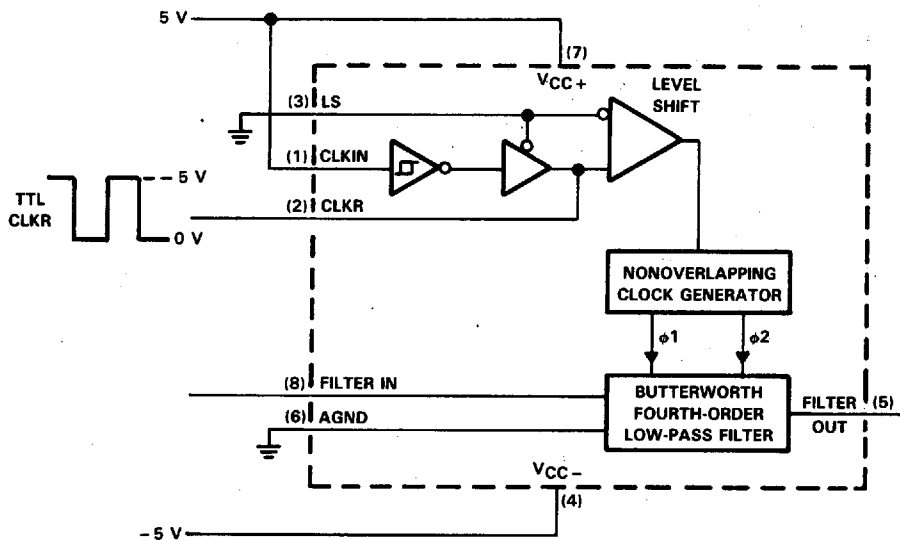 5 V
(7)
VCC+
LEVEL
SHIFT
(3) LS
(1) CLKIN
TTL
CLKR
5 V
(2) CLKR
0 V
NONOVERLAPPING
CLOCK GENERATOR
φ1
φ2
(8) FILTER IN
(6) AGND
BUTTERWORTH
FOURTH-ORDER
LOW-PASS FILTER
FILTER (5)
OUT
VCC−
(4)
−5 V